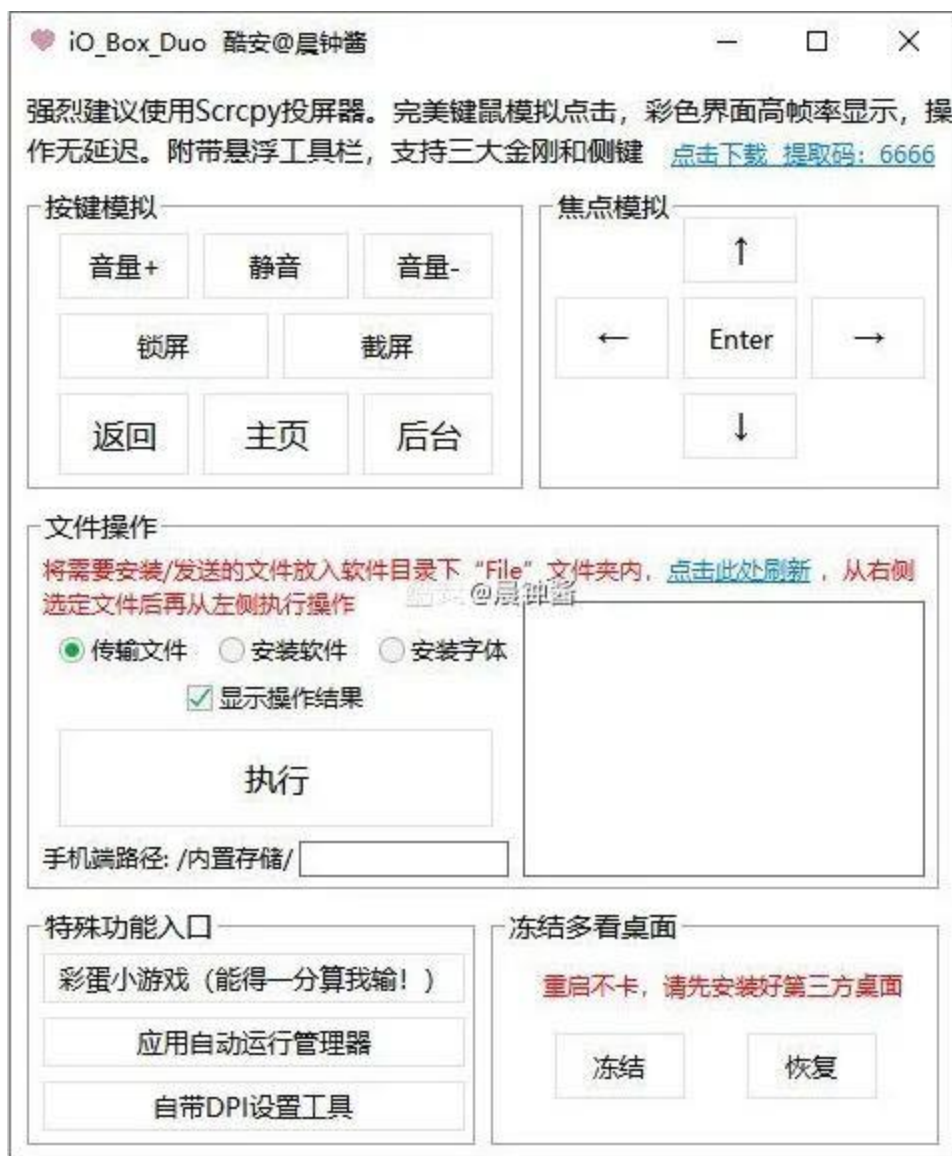 iO_Box_Duo 酷安@晨钟酱
强烈建议使用Scrcpy投屏器。完美键鼠模拟点击，彩色界面高帧率显示，操
作无延迟。附带悬浮工具栏，支持三大金刚和侧键 点击下载 提取码：6666
按键模拟
音量+ 静音 音量-
锁屏 截屏
返回 主页 后台
焦点模拟
↑
← Enter →
↓
文件操作
将需要安装/发送的文件放入软件目录下“File”文件夹内，点击此处刷新，从右侧
选定文件后再从左侧执行操作
酷安@晨钟酱
传输文件 安装软件 安装字体
显示操作结果
执行
手机端路径: /内置存储/
特殊功能入口
彩蛋小游戏（能得一分算我输！）
应用自动运行管理器
自带DPI设置工具
冻结多看桌面
重启不卡，请先安装好第三方桌面
冻结 恢复